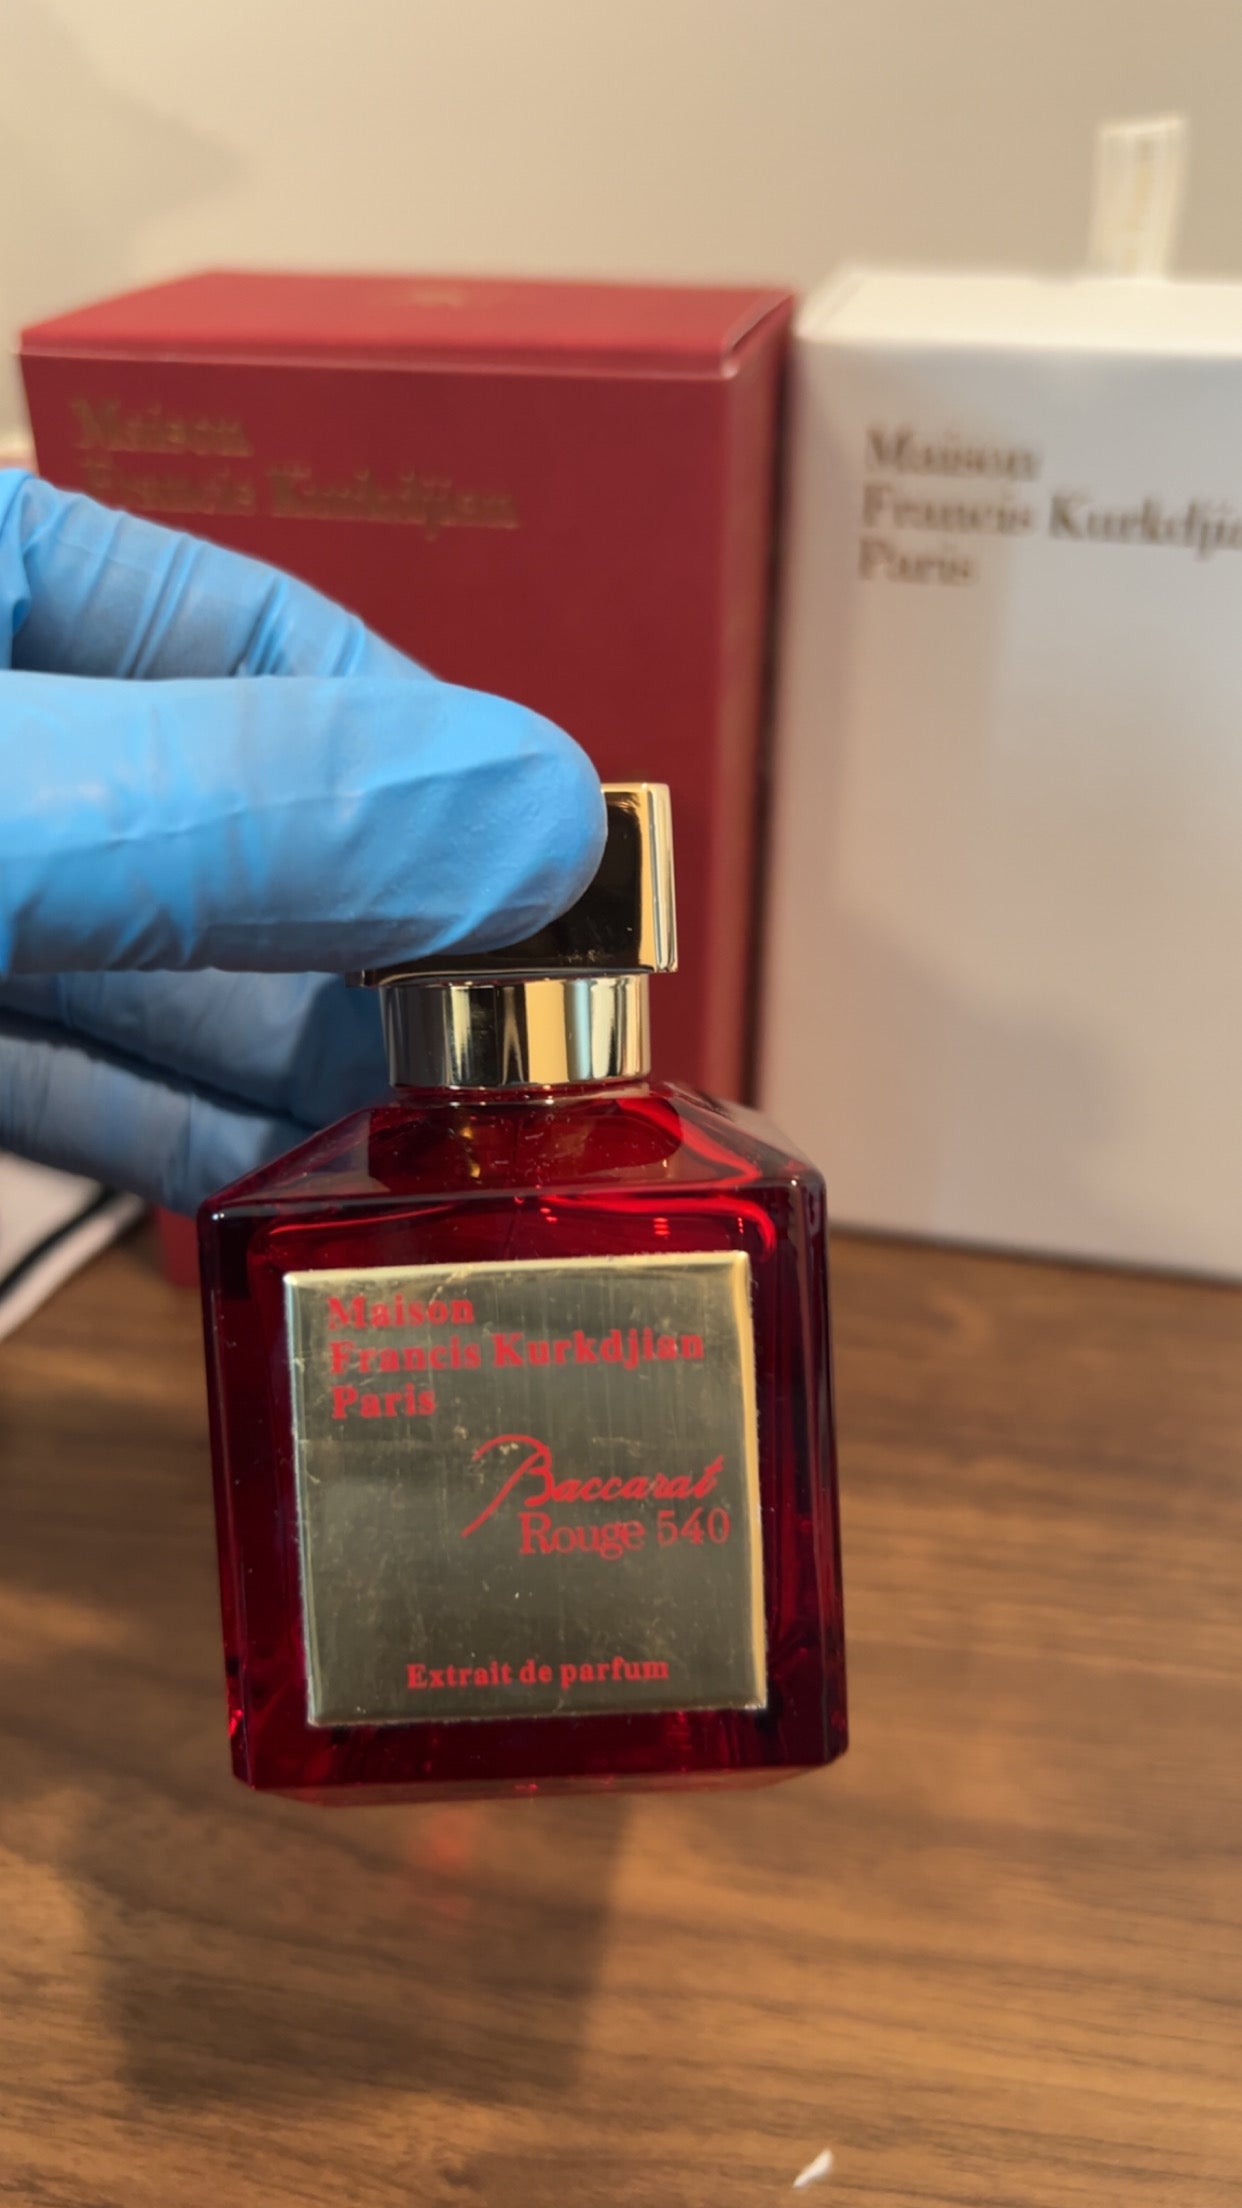 Maison
Francis Kurkdjian
Maison
Francis Kurkdjian
Paris
Maison
Francis Kurkdjian
Paris
Baccarat
Rouge 540
Extrait de parfum